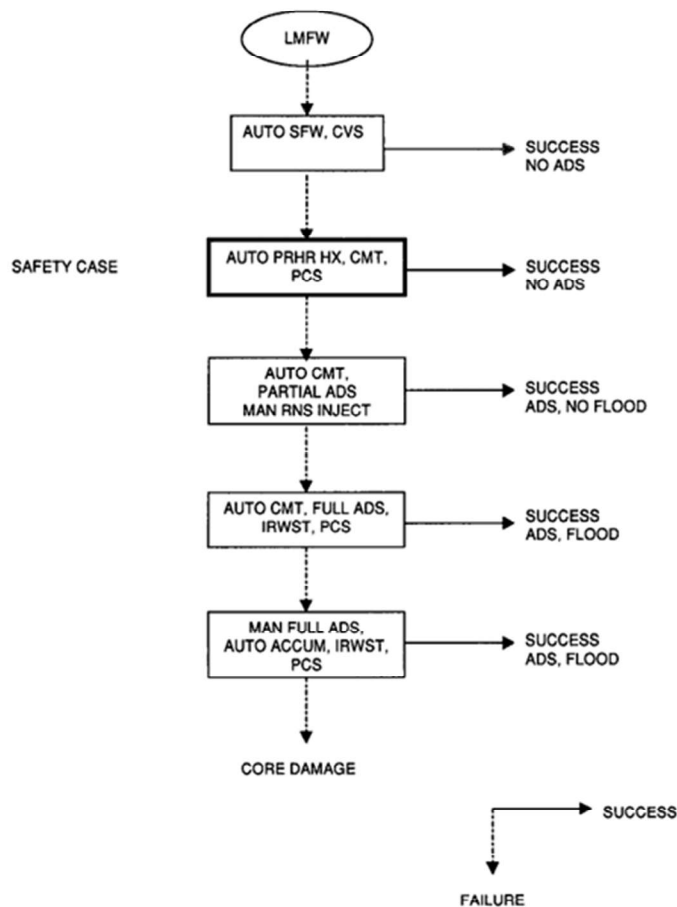 LMFW
AUTO SFW, CVS
SUCCESS
NO ADS
SAFETY CASE
AUTO PRHR HX, CMT,
PCS
SUCCESS
NO ADS
AUTO CMT,
PARTIAL ADS
MAN RNS INJECT
SUCCESS
ADS, NO FLOOD
AUTO CMT, FULL ADS,
IRWST, PCS
SUCCESS
ADS, FLOOD
MAN FULL ADS,
AUTO ACCUM, IRWST,
PCS
SUCCESS
ADS, FLOOD
CORE DAMAGE
SUCCESS
FAILURE